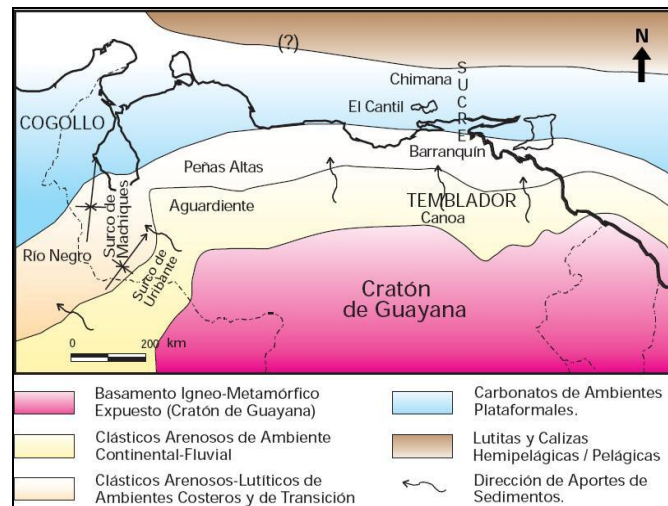 (?)
N
Chimana
SUCRE
El Cantil
COGOLLO
Barranquín
Peñas Altas
TEMBLADOR
Aguardiente
Canoa
Surco de
Machiques
Río Negro
Surco de
Uribante
Cratón
de Guayana
0 200 km
Basamento Igneo-Metamórfico
Expuesto (Cratón de Guayana)
Clásticos Arenosos de Ambiente
Continental-Fluvial
Clásticos Arenosos-Lutíticos de
Ambientes Costeros y de Transición
Carbonatos de Ambientes
Plataformales.
Lutitas y Calizas
Hemipelágicas / Pelágicas
Dirección de Aportes de
Sedimentos.